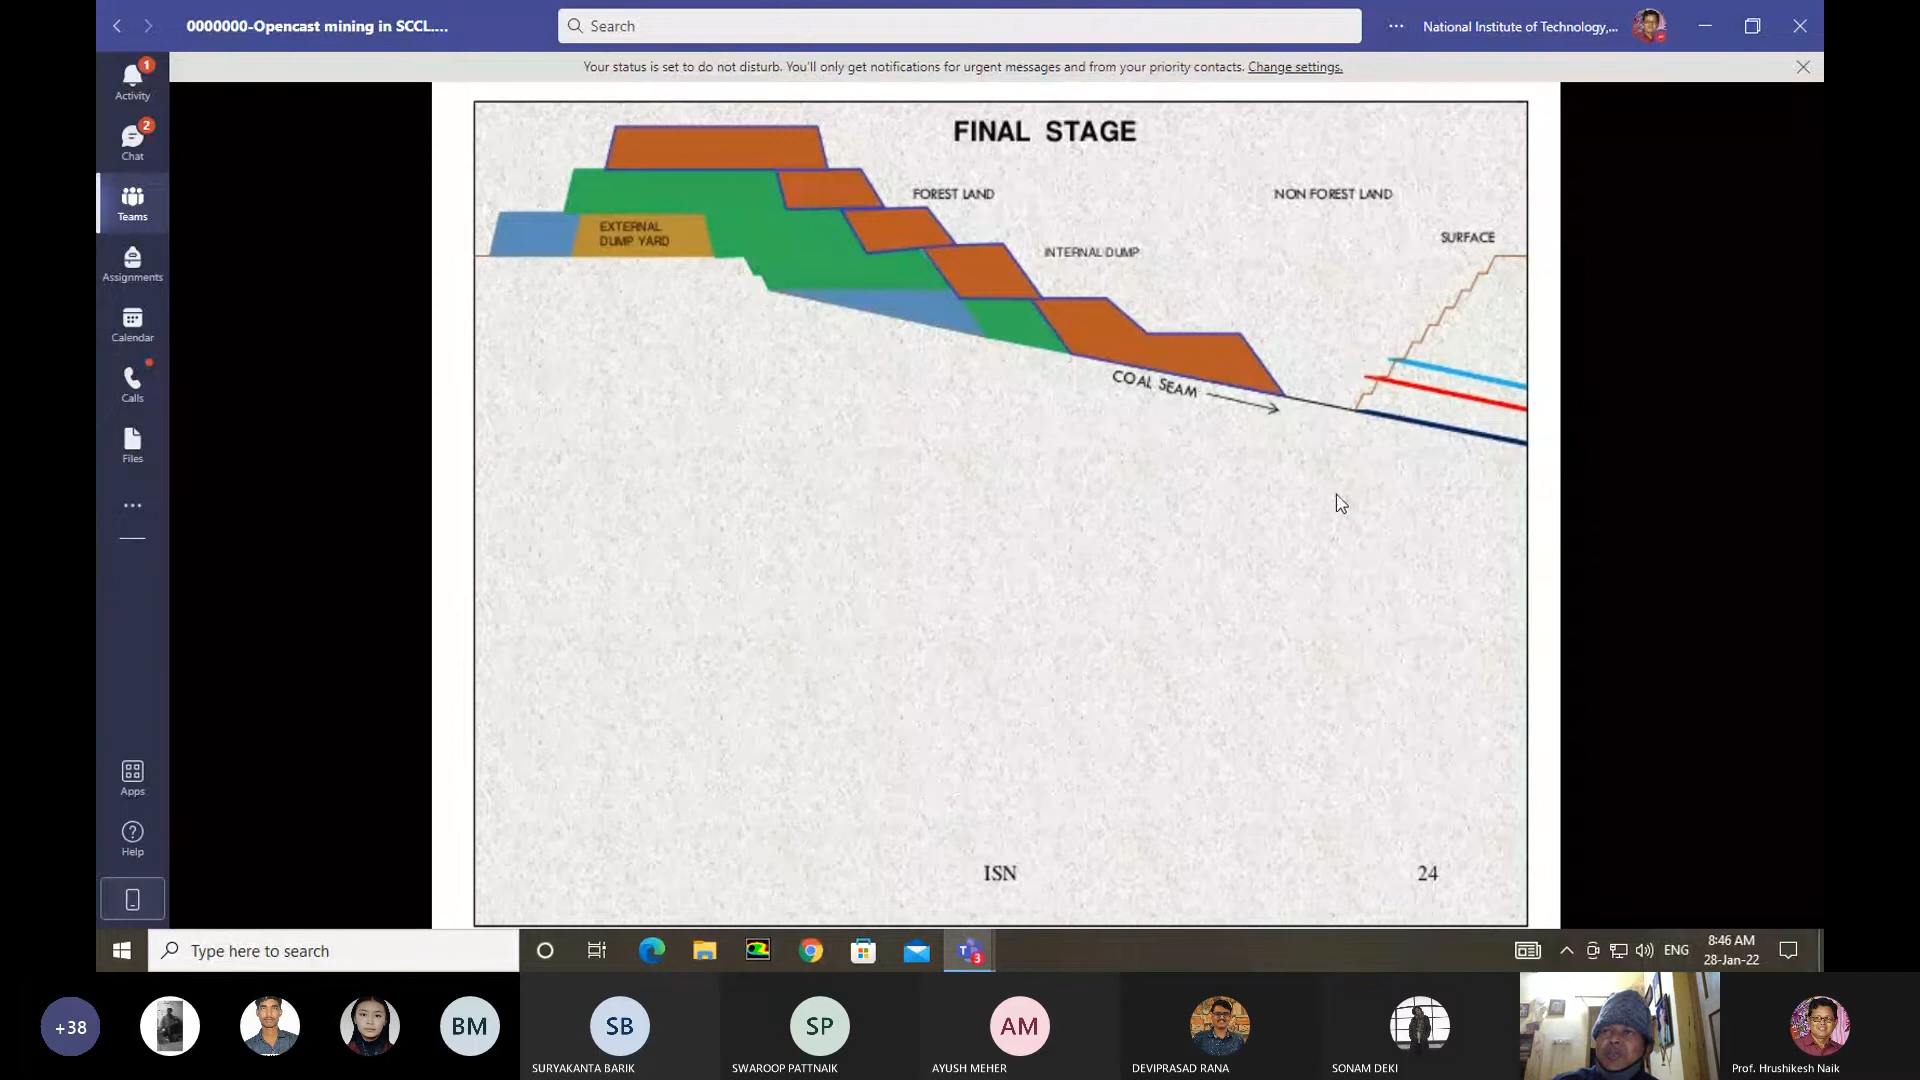 0000000-Opencast mining in SCCL....
Search
National Institute of Technology,...
Your status is set to do not disturb. You'll only get notifications for urgent messages and from your priority contacts. Change settings.
1
Activity
2
Chat
Teams
Assignments
Calendar
Calls
Files
Apps
Help
FINAL STAGE
FOREST LAND
NON FOREST LAND
EXTERNAL
DUMP YARD
SURFACE
INTERNAL DUMP
COAL SEAM
ISN
24
Type here to search
T
3
ENG
8:46 AM
28-Jan-22
+38
BM
SB
SP
AM
SURYAKANTA BARIK
SWAROOP PATTNAIK
AYUSH MEHER
DEVIPRASAD RANA
SONAM DEKI
Prof. Hrushikesh Naik